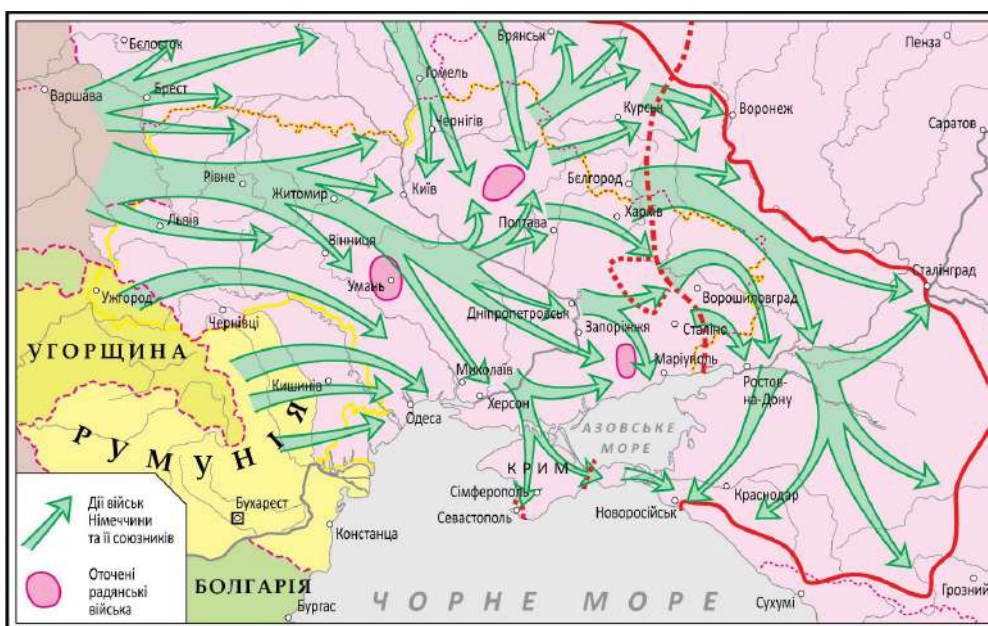 Бєлосток
Брянськ
Пенза
Варшава
Брест
Гомель
Курськ
Воронеж
Чернігів
Саратов
Рівне
Житомир
Київ
Бєлгород
Львів
Полтава
Харків
Вінниця
Умань
Сталінград
Ужгород
Ворошиловград
Чернівці
Дніпропетровськ
Запоріжжя
Сталіно
УГОРЩИНА
Маріуполь
Миколаїв
Ростов-
на-Дону
Кишинів
Херсон
Одеса
АЗОВСЬКЕ
МОРЕ
РУМУНІЯ
КРИМ
Сімферополь
Краснодар
Севастополь
Новоросійськ
Бухарест
Констанца
Дії військ
Німеччини
та її союзників
Оточені
радянські
війська
БОЛГАРІЯ
Бургас
ЧОРНЕ МОРЕ
Сухумі
Грозний